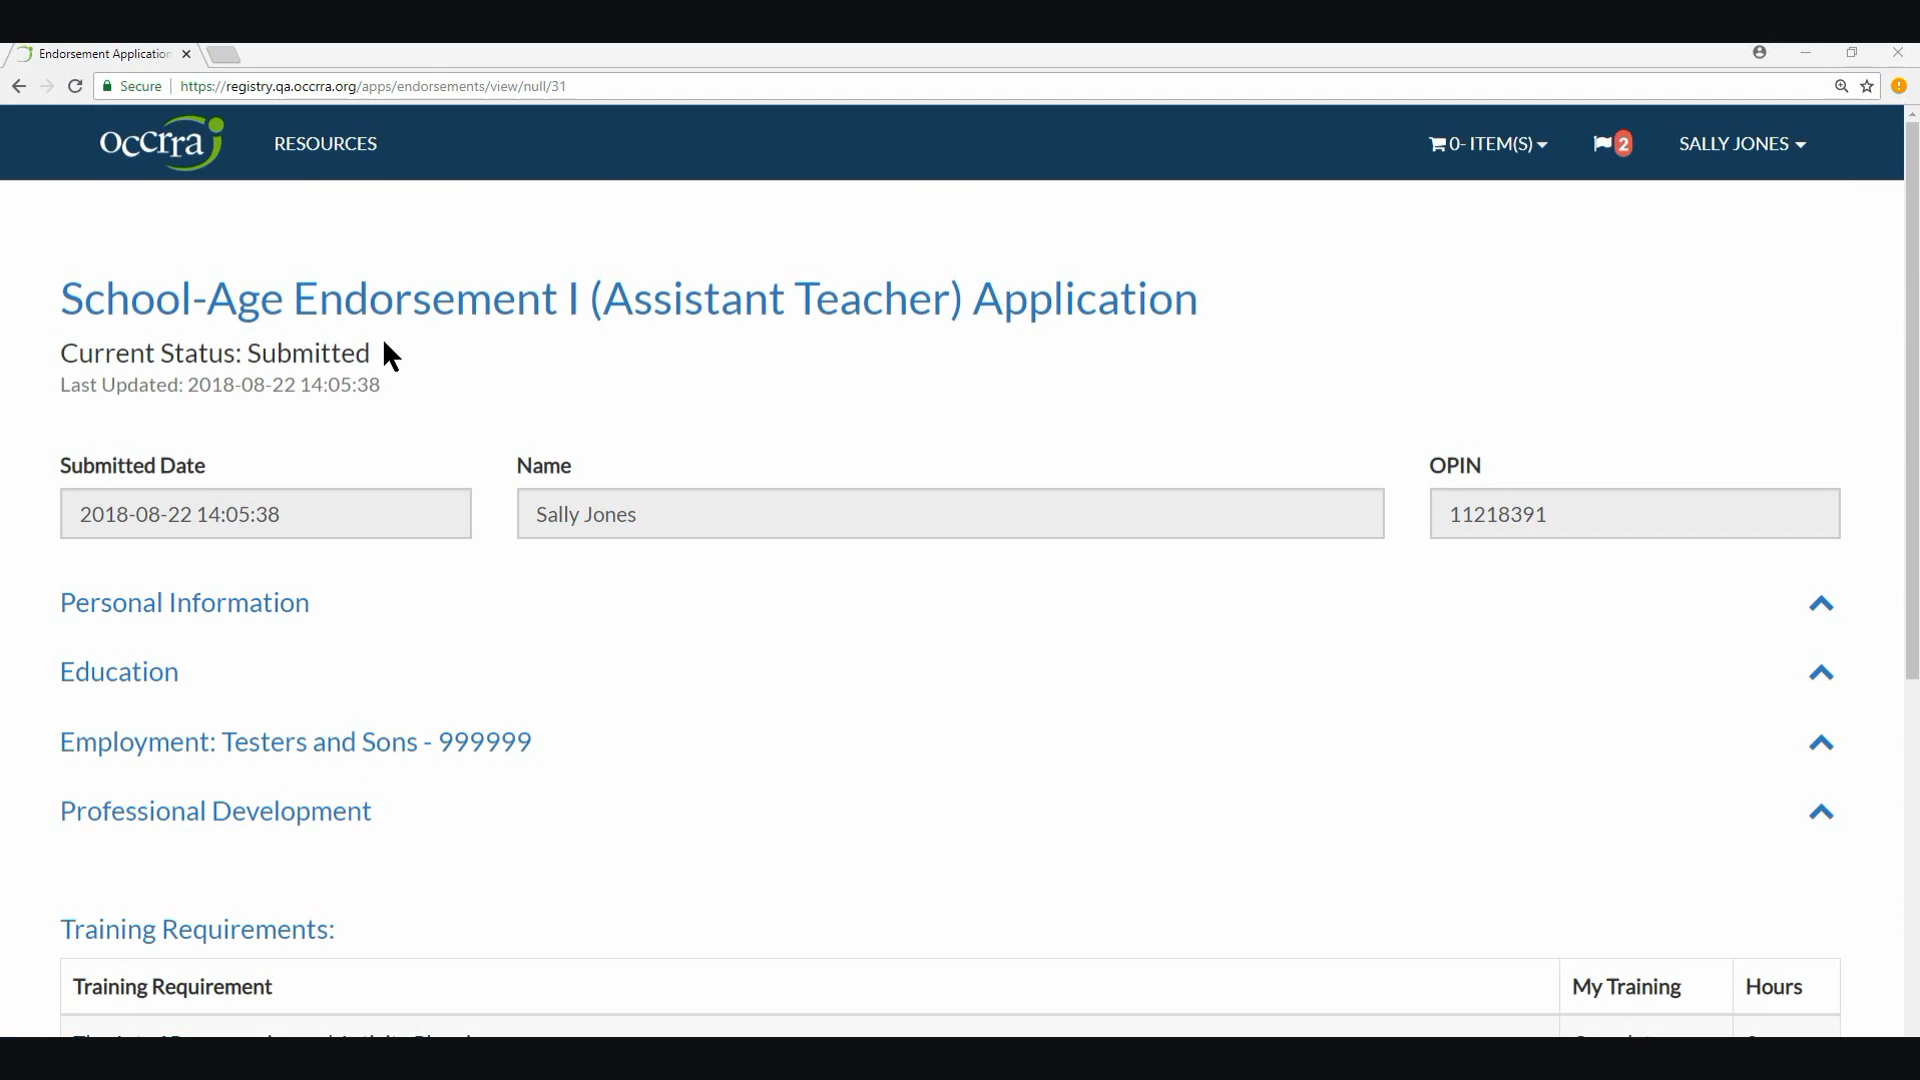 Endorsement Application
Secure https://registry.qa.occrra.org/apps/endorsements/view/null/31
occrra RESOURCES 0- ITEM(S) 2 SALLY JONES
School-Age Endorsement I (Assistant Teacher) Application
Current Status: Submitted
Last Updated: 2018-08-22 14:05:38
Submitted Date Name OPIN
2018-08-22 14:05:38 Sally Jones 11218391
Personal Information
Education
Employment: Testers and Sons - 999999
Professional Development
Training Requirements:
Training Requirement My Training Hours